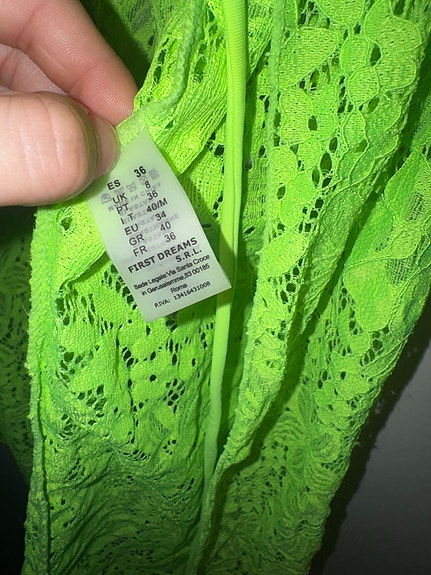 ES 36
UK 8
PT 36
I.T 40/M
EU 34
GR 40
FR 36
FIRST DREAMS
S.R.L.
Sede Legale:Via Santa Croce
in Gerusalemme,83 00185
Roma
P.IVA: 13416431008